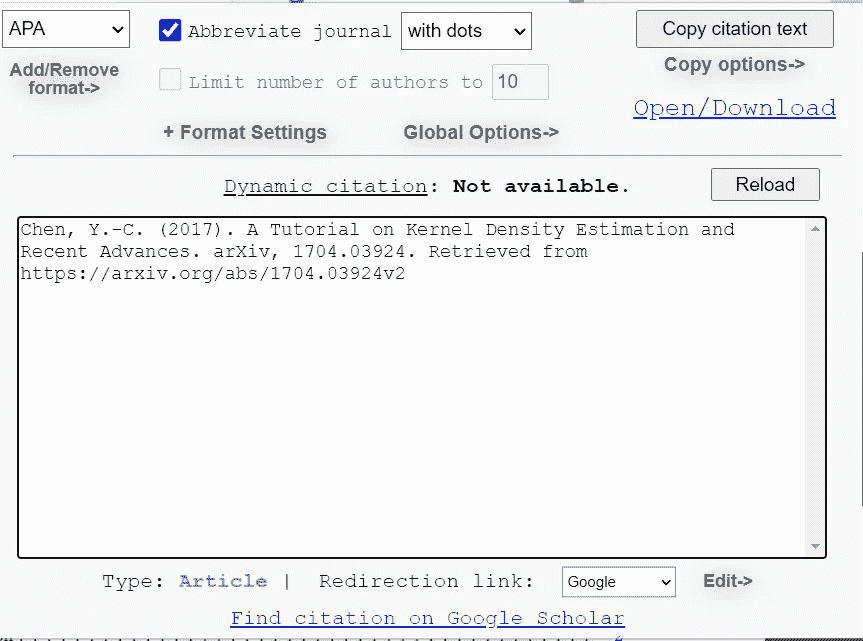 APA
Abbreviate journal with dots
Copy citation text
Add/Remove
format->
Limit number of authors to 10
Copy options->
Open/Download
+ Format Settings Global Options->
Dynamic citation: Not available.
Reload
Chen, Y.-C. (2017). A Tutorial on Kernel Density Estimation and
Recent Advances. arXiv, 1704.03924. Retrieved from
https://arxiv.org/abs/1704.03924v2
Type: Article | Redirection link: Google Edit->
Find citation on Google Scholar